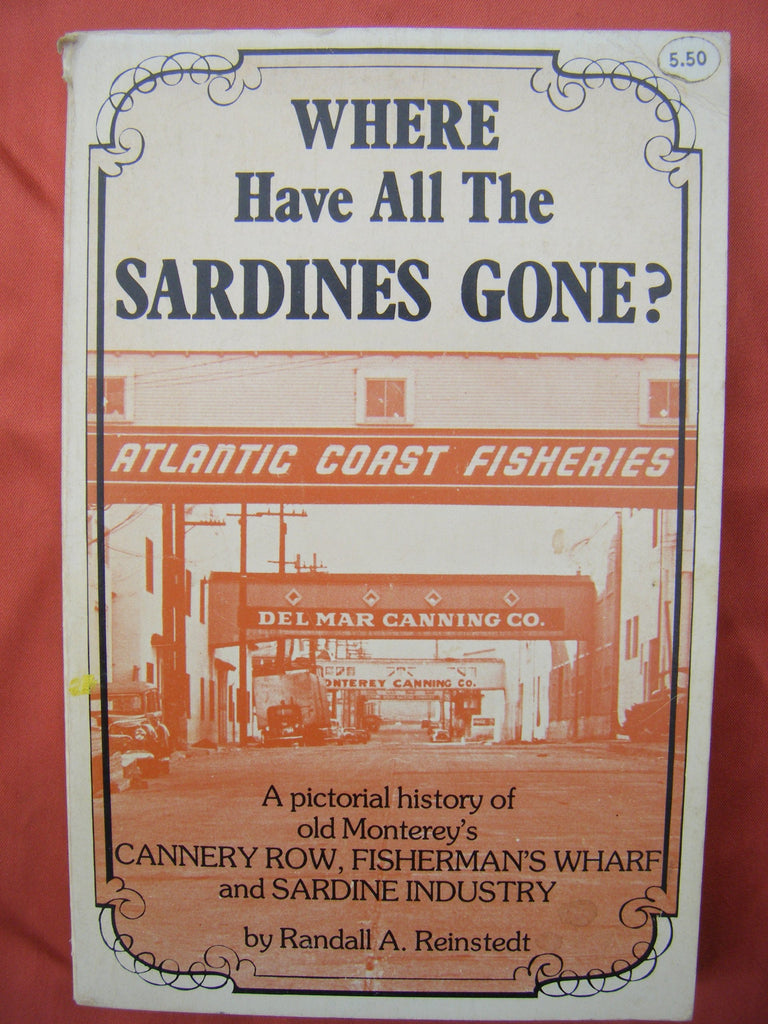 5.50
WHERE
Have All The
SARDINES GONE?
ATLANTIC COAST FISHERIES
DEL MAR CANNING CO.
ONTEREY CANNING CO.
A pictorial history of
old Monterey's
CANNERY ROW, FISHERMAN'S WHARF
and SARDINE INDUSTRY
by Randall A. Reinstedt